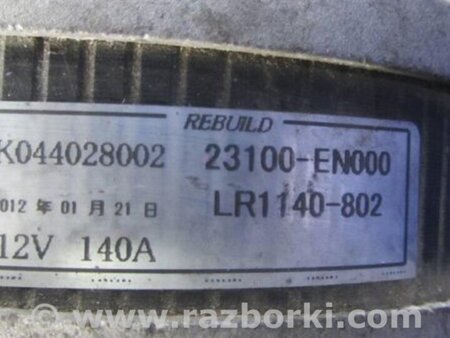 REBUILD
K044028002 23100-EN000
012 年 01 月 21 日 LR1140-802
12V 140A
www.razborki.com